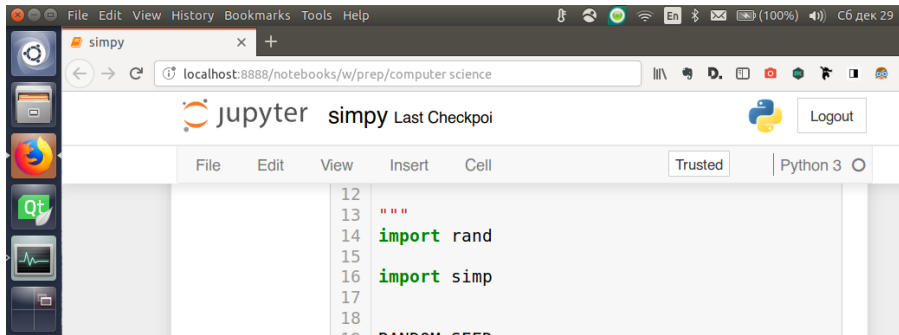 File Edit View History Bookmarks Tools Help En (100%) Сб дек 29
simpy × +
localhost:8888/notebooks/w/prep/computer science D.
jupyter simpy Last Checkpoi Logout
File Edit View Insert Cell Trusted Python 3
12
13 """
14 import rand
15
16 import simp
17
18
Qt